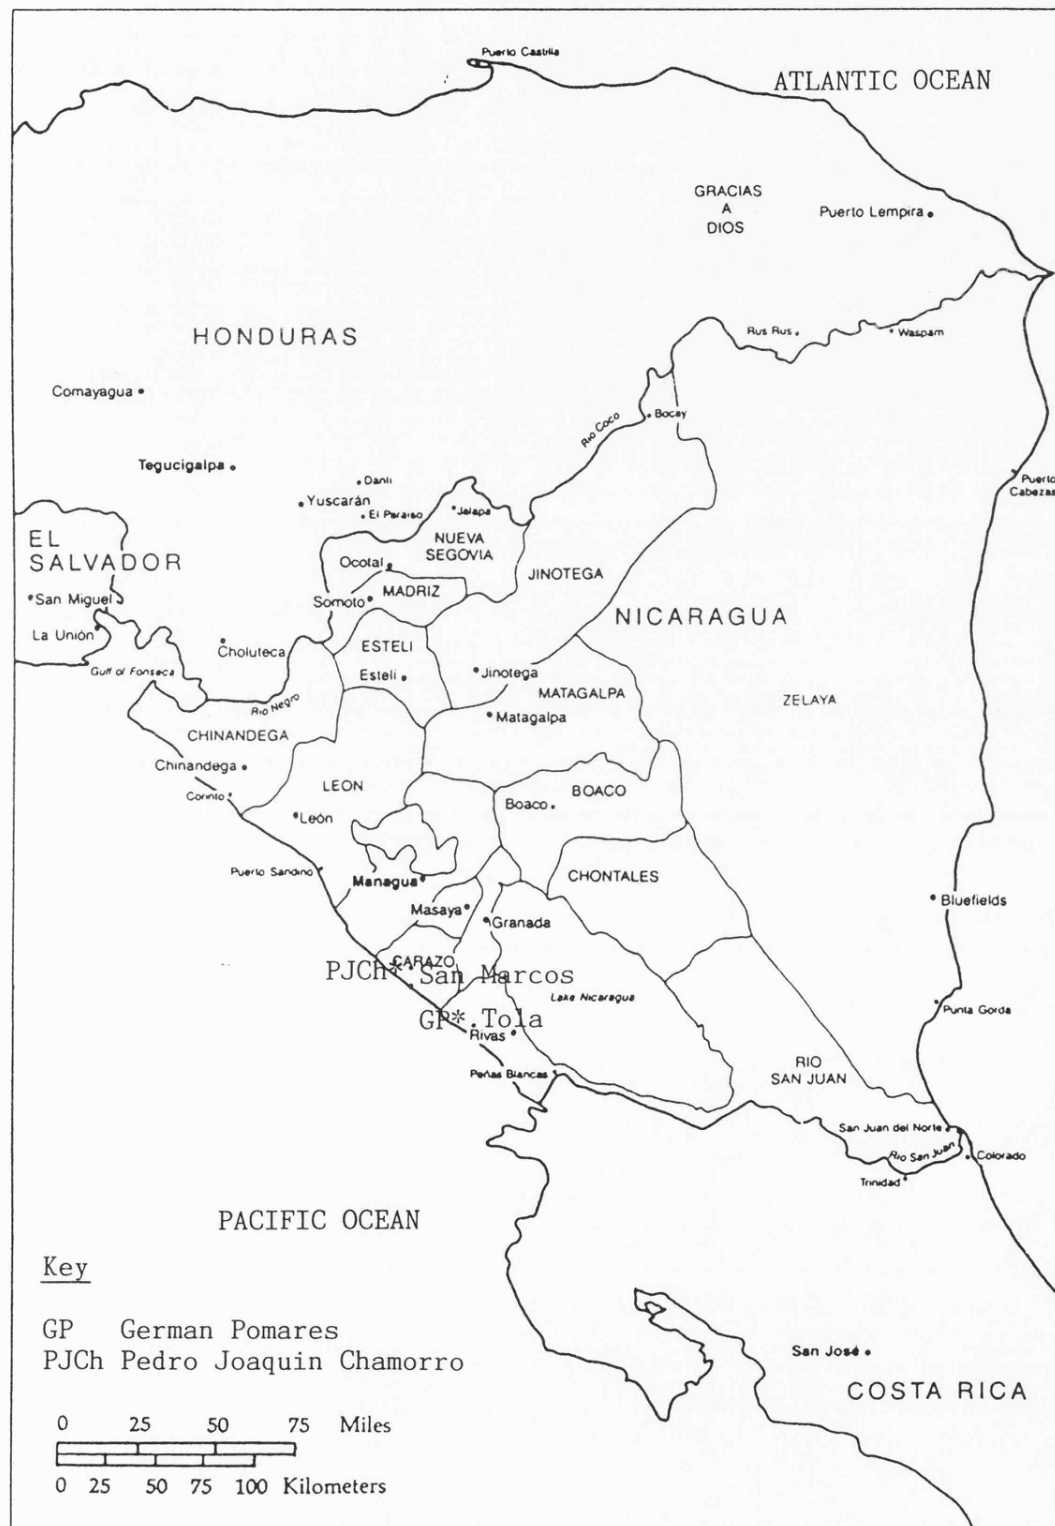 Puerto Castilla
ATLANTIC OCEAN
GRACIAS
A
DIOS
Puerto Lempira
HONDURAS
Rus Rus
Waspam
Comayagua
Rio Coco
Bocay
Tegucigalpa
Danli
Puerto
Cabezas
Yuscarán
El Paraiso
Jalapa
EL
SALVADOR
NUEVA
SEGOVIA
Ocotal
JINOTEGA
San Miguel
Somoto
MADRIZ
NICARAGUA
La Unión
Choluteca
ESTELI
Gulf of Fonseca
Esteli
Jinotega
MATAGALPA
ZELAYA
Rio Negro
Matagalpa
CHINANDEGA
Chinandega
LEON
BOACO
Corinto
Boaco
León
Puerto Sandino
Managua
CHONTALES
Masaya
Granada
Bluefields
CARAZO
PJCh* San Marcos
Lake Nicaragua
Punta Gorda
GP* Tola
Rivas
Peñas Blancas
RIO
SAN JUAN
San Juan del Norte
Rio San Juan
Colorado
Trinidad
PACIFIC OCEAN
Key
GP German Pomares
PJCh Pedro Joaquin Chamorro
San José
COSTA RICA
0 25 50 75 Miles
0 25 50 75 100 Kilometers